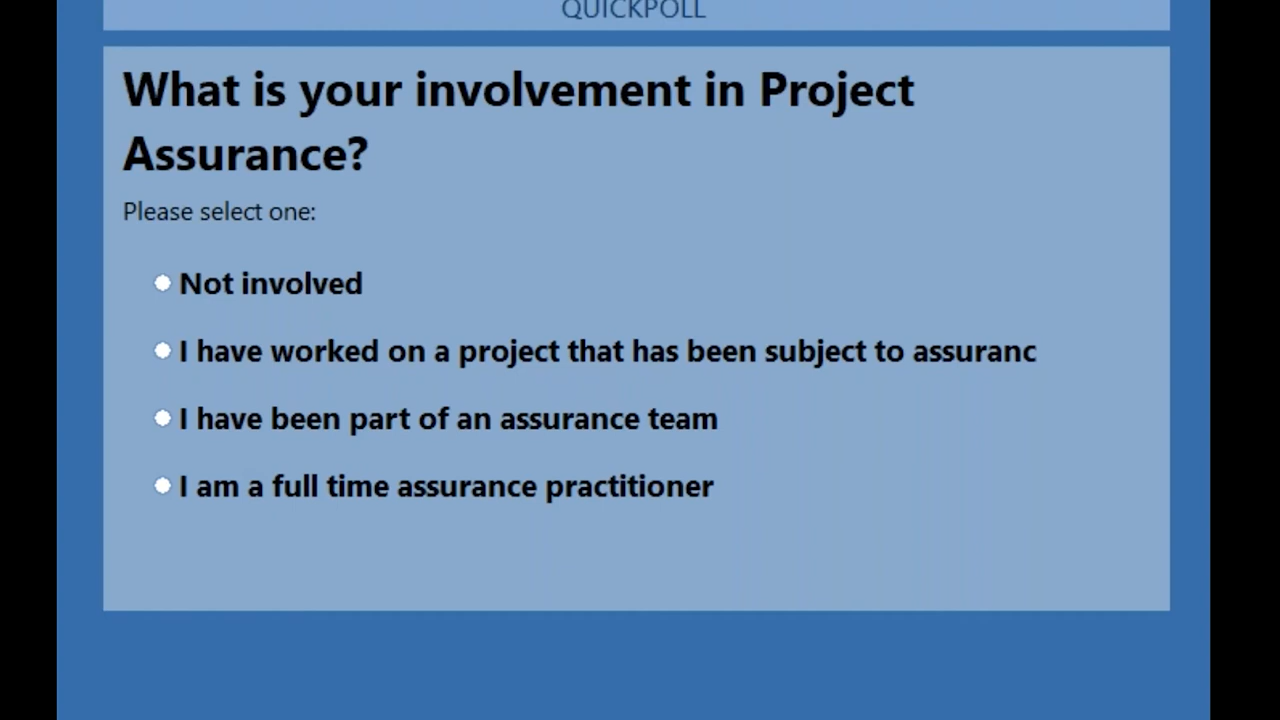 QUICKPOLL
What is your involvement in Project
Assurance?
Please select one:
Not involved
I have worked on a project that has been subject to assuranc
I have been part of an assurance team
I am a full time assurance practitioner